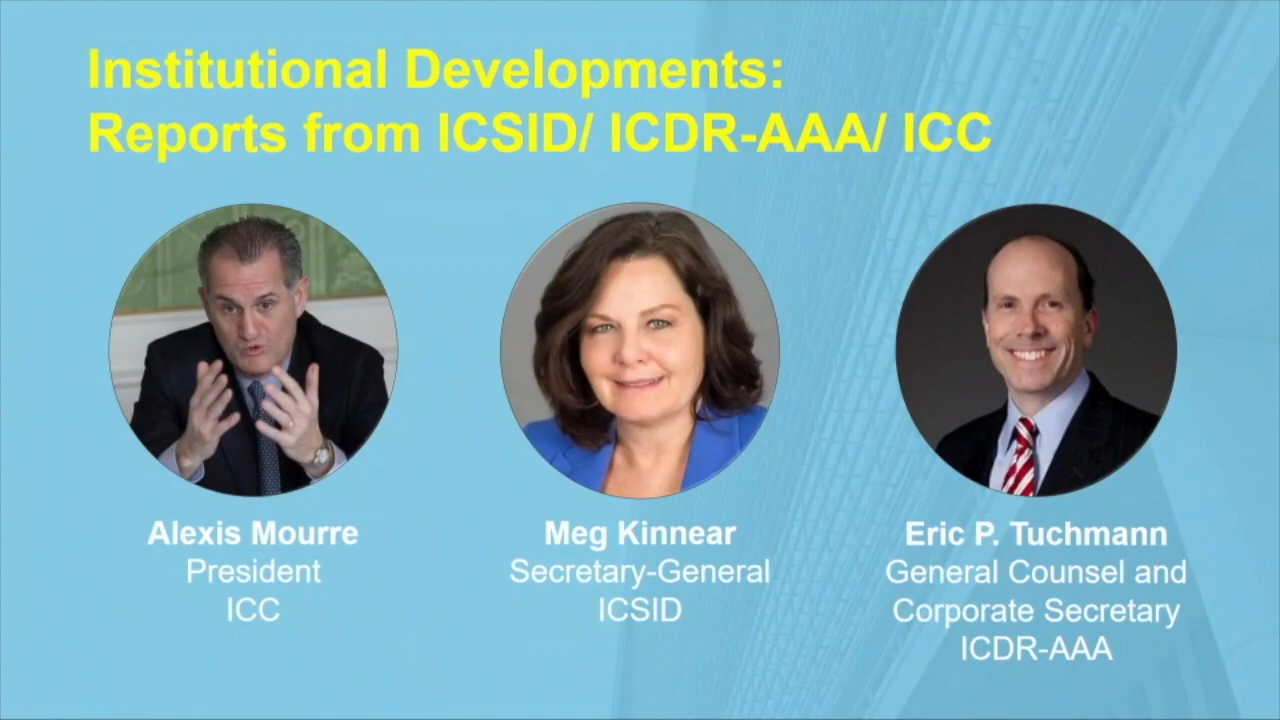 Institutional Developments:
Reports from ICSID/ ICDR-AAA/ ICC
Alexis Mourre
President
ICC
Meg Kinnear
Secretary-General
ICSID
Eric P. Tuchmann
General Counsel and
Corporate Secretary
ICDR-AAA